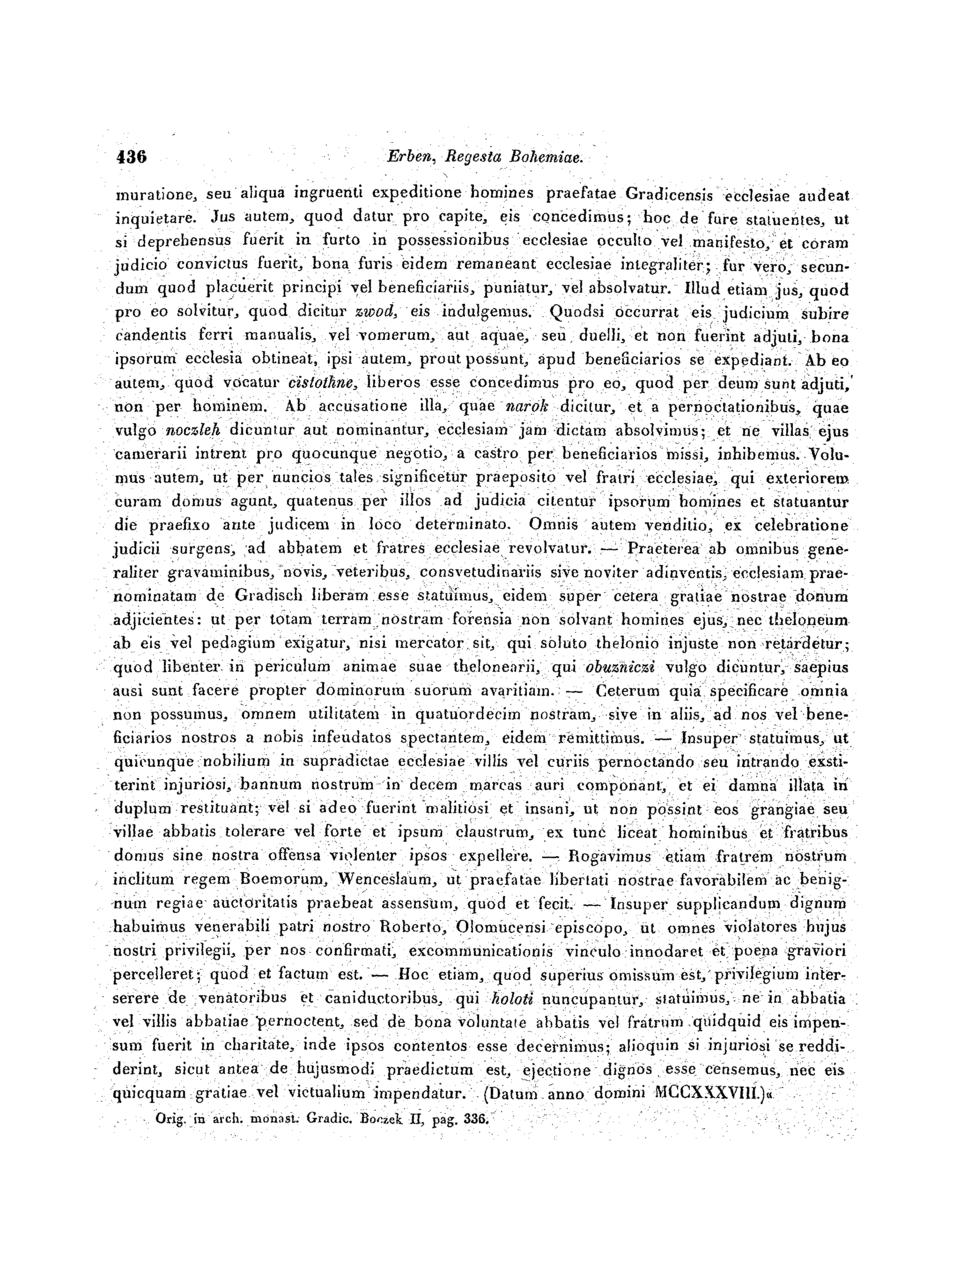 436 Erben, Regesta Bohemiae.
muratione, seu aliqua ingruenti expeditione homines praefatae Gradicensis ecclesiae audeat
inquietare. Jus autem, quod datur pro capite, eis concedimus; hoc de fure statuentes, ut
si deprehensus fuerit in furto in possessionibus ecclesiae occulto vel manifesto, et coram
judicio convictus fuerit, bona furis eidem remaneant ecclesiae integraliter; fur vero, secun-
dum quod placuerit principi vel beneficiariis, puniatur, vel absolvatur. Illud etiam jus, quod
pro eo solvitur, quod dicitur zwod, eis indulgemus. Quodsi occurrat eis judicium subire
candentis ferri manualis, vel vomerum, aut aquae, seu duelli, et non fuerint adjuti, bona
ipsorum ecclesia obtineat, ipsi autem, prout possunt, apud beneficiarios se expediant. Ab eo
autem, quod vocatur cistothne, liberos esse concedimus pro eo, quod per deum sunt adjuti,
non per hominem. Ab accusatione illa, quae narok dicitur, et a pernoctationibus, quae
vulgo noczleh dicuntur aut nominantur, ecclesiam jam dictam absolvimus; et ne villas ejus
camerarii intrent pro quocunque negotio, a castro per beneficiarios missi, inhibemus. Volu-
mus autem, ut per nuncios tales significetur praeposito vel fratri ecclesiae, qui exteriorem
curam domus agunt, quatenus per illos ad judicia citentur ipsorum homines et statuantur
die praefixo ante judicem in loco determinato. Omnis autem venditio, ex celebratione
judicii surgens, ad abbatem et fratres ecclesiae revolvatur. — Praeterea ab omnibus gene-
raliter gravaminibus, novis, veteribus, consvetudinariis sive noviter adinventis, ecclesiam prae-
nominatam de Gradisch liberam esse statuimus, eidem super cetera gratiae nostrae donum
adjicientes: ut per totam terram nostram forensia non solvant homines ejus, nec theloneum
ab eis vel pedagium exigatur, nisi mercator sit, qui soluto thelonio injuste non retardetur;
quod libenter in periculum animae suae thelonearii, qui obuzniczi vulgo dicuntur, saepius
ausi sunt facere propter dominorum suorum avaritiam. — Ceterum quia specificare omnia
non possumus, omnem utilitatem in quatuordecim nostram, sive in aliis, ad nos vel bene-
ficiarios nostros a nobis infeudatos spectantem, eidem remittimus. — Insuper statuimus, ut
quicunque nobilium in supradictae ecclesiae villis vel curiis pernoctando seu intrando exsti-
terint injuriosi, bannum nostrum in decem marcas auri componant, et ei damna illata in
duplum restituant; vel si adeo fuerint malitiosi et insani, ut non possint eos grangiae seu
villae abbatis tolerare vel forte et ipsum claustrum, ex tunc liceat hominibus et fratribus
domus sine nostra offensa violenter ipsos expellere. — Rogavimus etiam fratrem nostrum
inclitum regem Boemorum, Wenceslaum, ut praefatae libertati nostrae favorabilem ac benig-
num regiae auctoritatis praebeat assensum, quod et fecit. — Insuper supplicandum dignum
habuimus venerabili patri nostro Roberto, Olomucensi episcopo, ut omnes violatores hujus
nostri privilegii, per nos confirmati, excommunicationis vinculo innodaret et poena graviori
percelleret; quod et factum est. — Hoc etiam, quod superius omissum est, privilegium inter-
serere de venatoribus et caniductoribus, qui holoti nuncupantur, statuimus, ne in abbatia
vel villis abbatiae pernoctent, sed de bona voluntate abbatis vel fratrum quidquid eis impen-
sum fuerit in charitate, inde ipsos contentos esse decernimus; alioquin si injuriosi se reddi-
derint, sicut antea de hujusmodi praedictum est, ejectione dignos esse censemus, nec eis
quicquam gratiae vel victualium impendatur. (Datum anno domini MCCXXXVIII.)«
Orig. in arch. monast. Gradic. Boczek II, pag. 336.